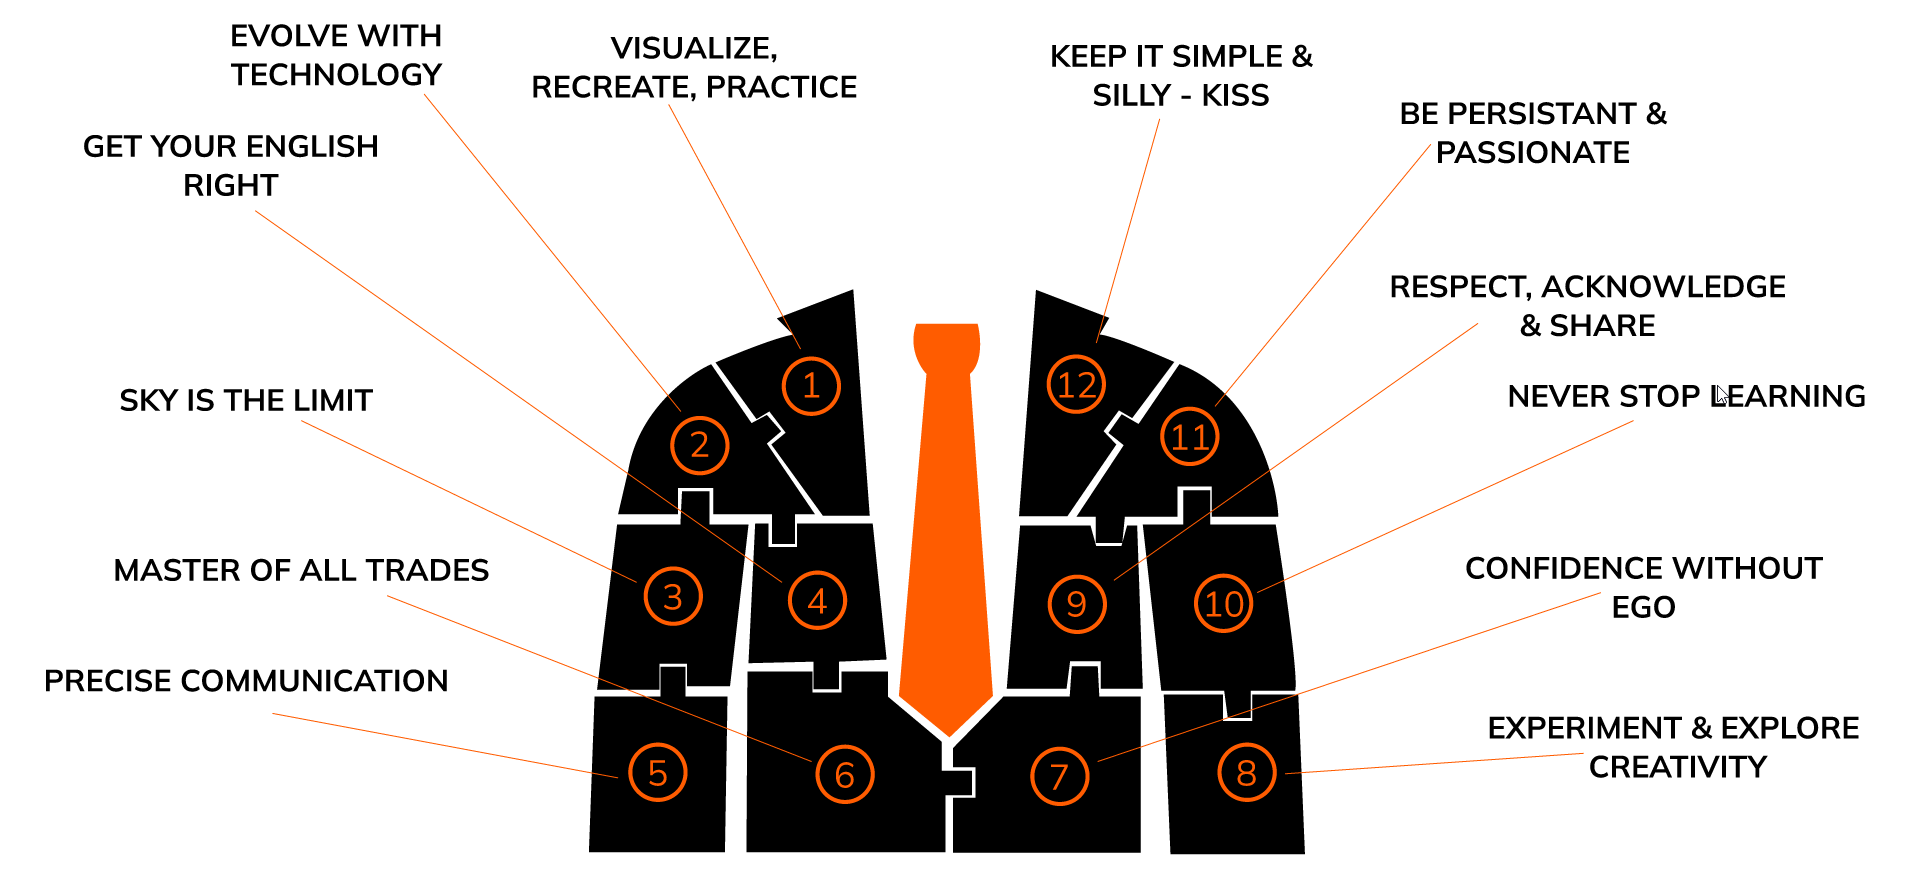 EVOLVE WITH
TECHNOLOGY
VISUALIZE,
RECREATE, PRACTICE
KEEP IT SIMPLE &
SILLY - KISS
BE PERSISTANT &
PASSIONATE
GET YOUR ENGLISH
RIGHT
RESPECT, ACKNOWLEDGE
& SHARE
SKY IS THE LIMIT
NEVER STOP LEARNING
MASTER OF ALL TRADES
CONFIDENCE WITHOUT
EGO
PRECISE COMMUNICATION
EXPERIMENT & EXPLORE
CREATIVITY
1
2
3
4
5
6
7
8
9
10
11
12